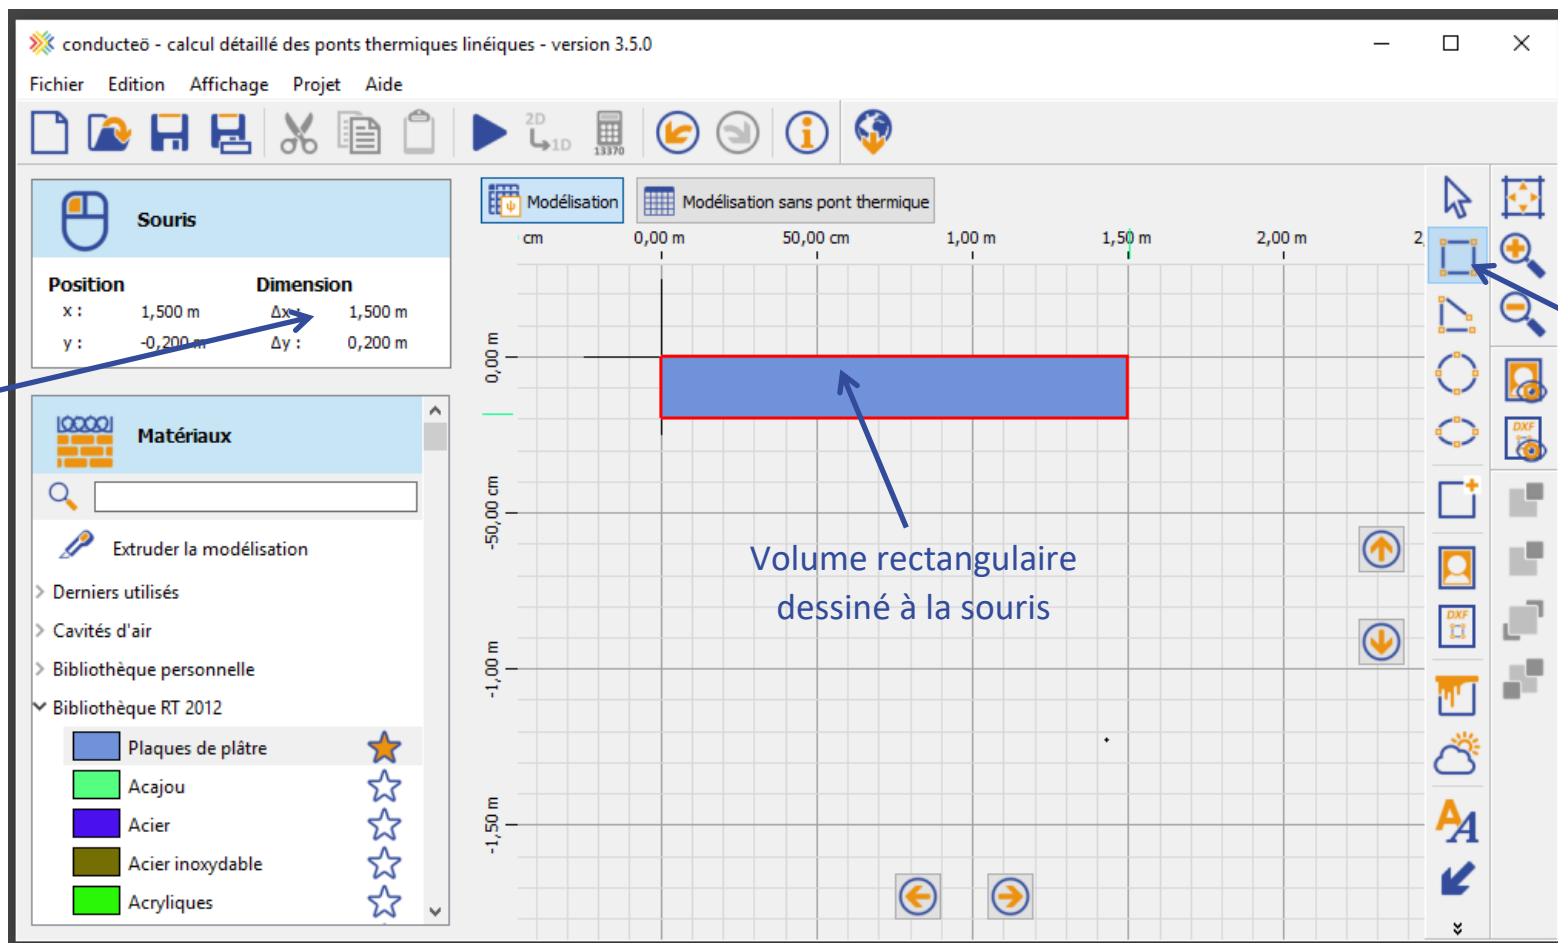 conducteö - calcul détaillé des ponts thermiques linéiques - version 3.5.0
Fichier Edition Affichage Projet Aide
2D
1D
13370
Souris
Position Dimension
x : 1,500 m Δx : 1,500 m
y : -0,200 m Δy : 0,200 m
Matériaux
Extruder la modélisation
Derniers utilisés
Cavités d'air
Bibliothèque personnelle
Bibliothèque RT 2012
Plaques de plâtre
Acajou
Acier
Acier inoxydable
Acryliques
ψ Modélisation Modélisation sans pont thermique
cm 0,00 m 50,00 cm 1,00 m 1,50 m 2,00 m 2,
0,00 m
-50,00 cm
-1,00 m
-1,50 m
Volume rectangulaire
dessiné à la souris
DXF
DXF
AA